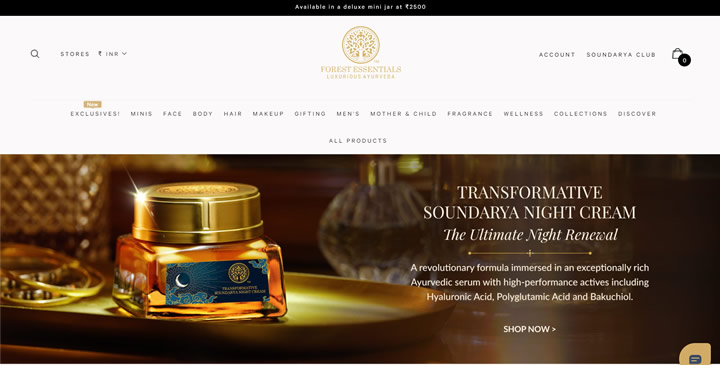 Available in a deluxe mini jar at ₹2500
STORES ₹ INR
FOREST ESSENTIALS
LUXURIOUS AYURVEDA
ACCOUNT SOUNDARYA CLUB
0
New
EXCLUSIVES! MINIS FACE BODY HAIR MAKEUP GIFTING MEN'S MOTHER & CHILD FRAGRANCE WELLNESS COLLECTIONS DISCOVER
ALL PRODUCTS
TRANSFORMATIVE
SOUNDARYA NIGHT CREAM
The Ultimate Night Renewal
A revolutionary formula immersed in an exceptionally rich
Ayurvedic serum with high-performance actives including
Hyaluronic Acid, Polyglutamic Acid and Bakuchiol.
SHOP NOW >
TRANSFORMATIVE
SOUNDARYA NIGHT CREAM